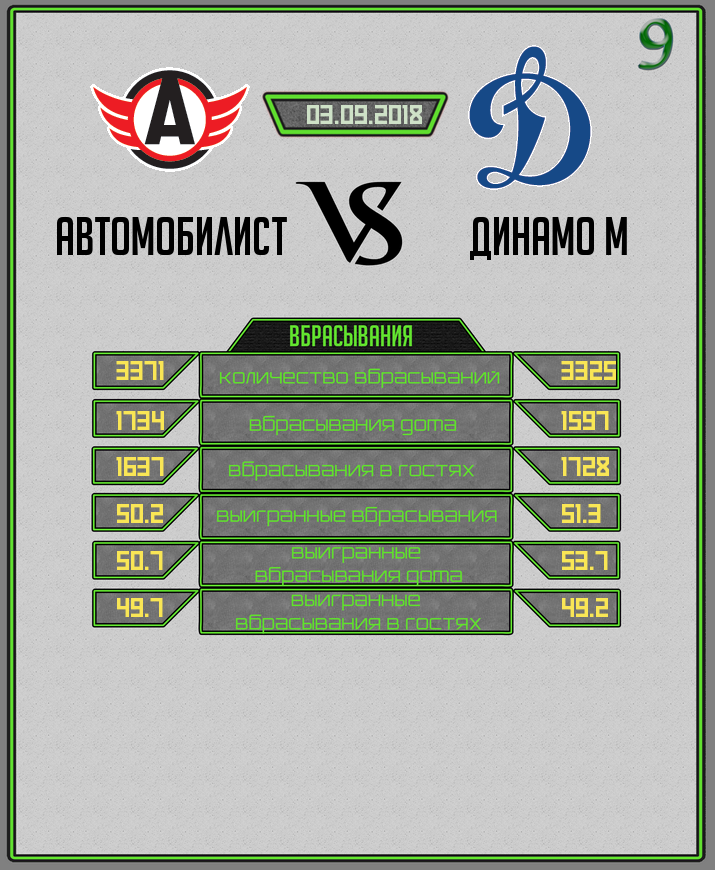 9
А
Д
03.09.2018
АВТОМОБИЛИСТ VS ДИНАМО М
ВБРАСЫВАНИЯ
3371 количество вбрасываний 3325
1734 вбрасывания дома 1597
1637 вбрасывания в гостях 1728
50.2 выигранные вбрасывания 51.3
50.7 выигранные вбрасывания дома 53.7
49.7 выигранные вбрасывания в гостях 49.2